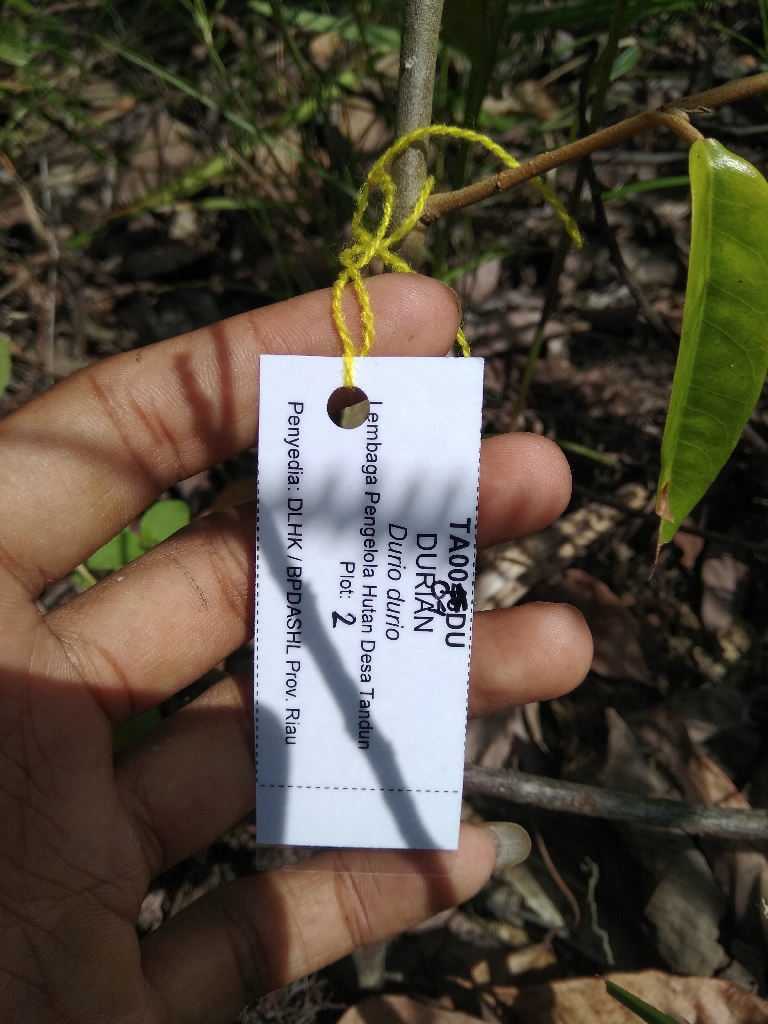 DURIAN
Durio durio
Lembaga Pengelola Hutan Desa Tandun
Plot: 2
Penyedia: DLHK / BPDASHL Prov. Riau